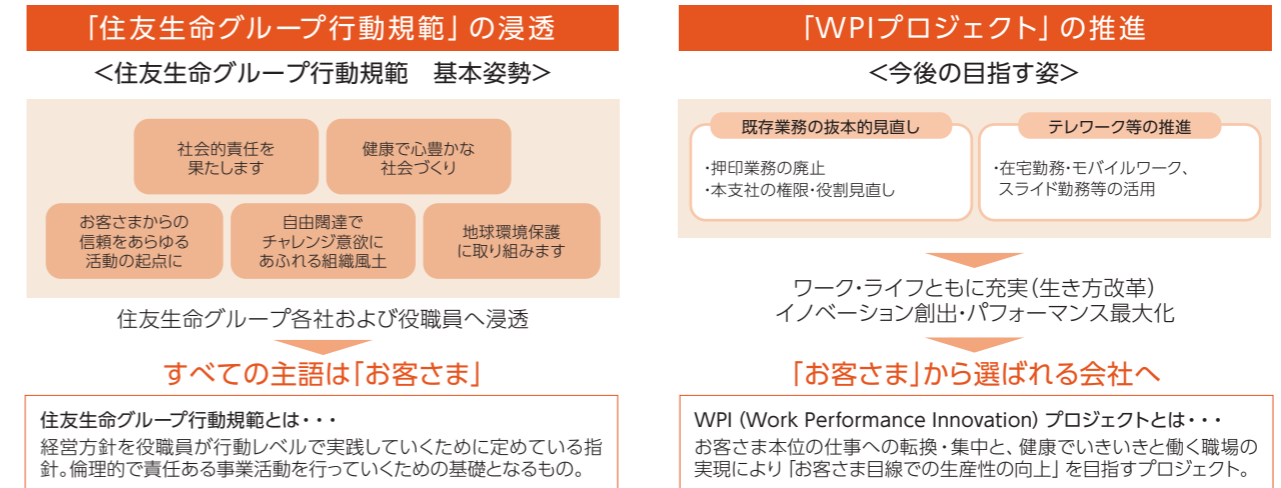 「住友生命グループ行動規範」の浸透
<住友生命グループ行動規範　基本姿勢>
社会的責任を
果たします
健康で心豊かな
社会づくり
お客さまからの
信頼をあらゆる
活動の起点に
自由闊達で
チャレンジ意欲に
あふれる組織風土
地球環境保護
に取り組みます
住友生命グループ各社および役職員へ浸透
すべての主語は「お客さま」
住友生命グループ行動規範とは・・・
経営方針を役職員が行動レベルで実践していくために定めている指
針。倫理的で責任ある事業活動を行っていくための基礎となるもの。
「WPIプロジェクト」の推進
<今後の目指す姿>
既存業務の抜本的見直し
・押印業務の廃止
・本支社の権限・役割見直し
テレワーク等の推進
・在宅勤務・モバイルワーク、
スライド勤務等の活用
ワーク・ライフともに充実(生き方改革)
イノベーション創出・パフォーマンス最大化
「お客さま」から選ばれる会社へ
WPI (Work Performance Innovation) プロジェクトとは・・・
お客さま本位の仕事への転換・集中と、健康でいきいきと働く職場の
実現により「お客さま目線での生産性の向上」を目指すプロジェクト。